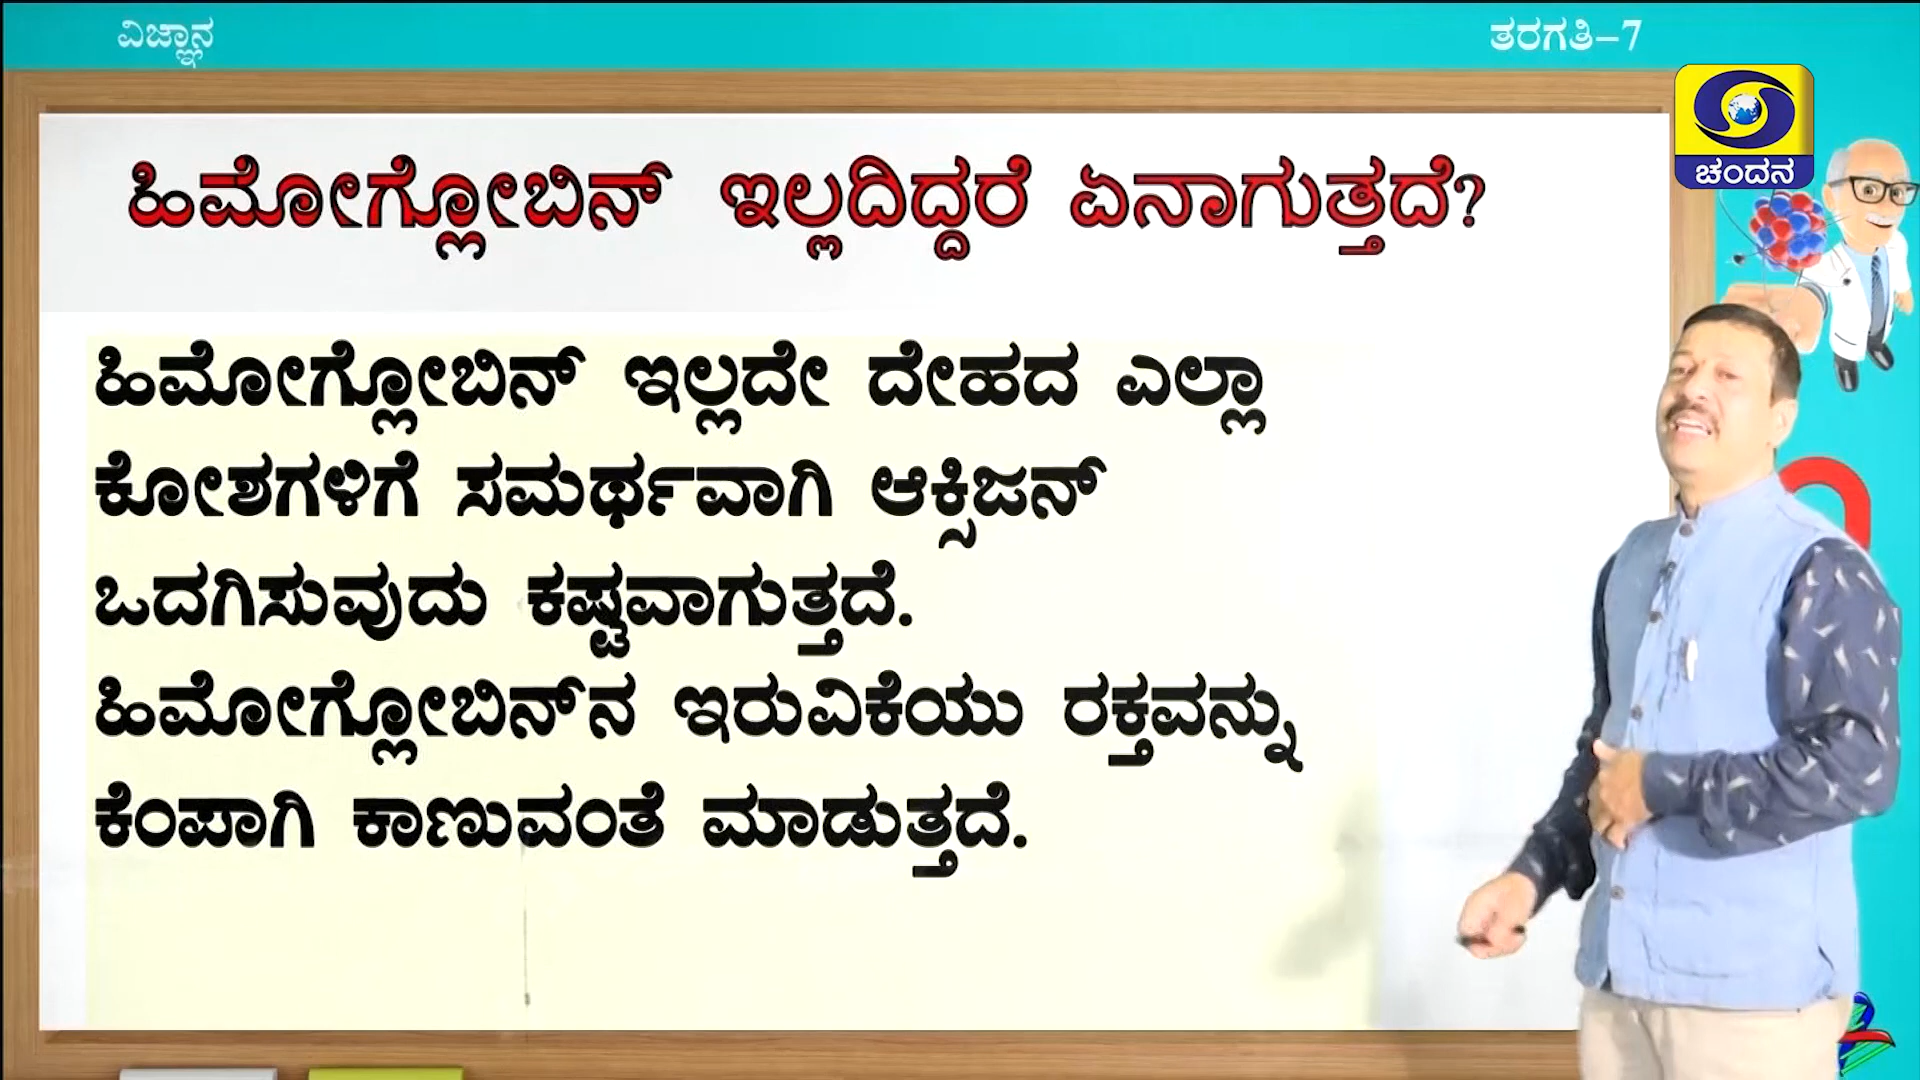 ವಿಜ್ಞಾನ
ತರಗತಿ–7
ಚಂದನ
ಹಿಮೋಗ್ಲೋಬಿನ್ ಇಲ್ಲದಿದ್ದರೆ ಏನಾಗುತ್ತದೆ?
ಹಿಮೋಗ್ಲೋಬಿನ್ ಇಲ್ಲದೇ ದೇಹದ ಎಲ್ಲಾ
ಕೋಶಗಳಿಗೆ ಸಮರ್ಥವಾಗಿ ಆಕ್ಸಿಜನ್
ಒದಗಿಸುವುದು ಕಷ್ಟವಾಗುತ್ತದೆ.
ಹಿಮೋಗ್ಲೋಬಿನ್‌ನ ಇರುವಿಕೆಯು ರಕ್ತವನ್ನು
ಕೆಂಪಾಗಿ ಕಾಣುವಂತೆ ಮಾಡುತ್ತದೆ.